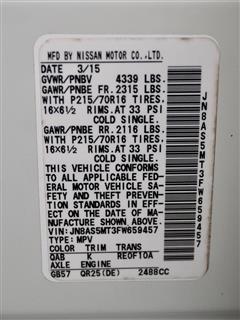 MFD BY NISSAN MOTOR CO.,LTD.
DATE 3/15
GVWR/PNBV 4339 LBS.
GAWR/PNBE FR.2315 LBS.
WITH P215/70R16 TIRES,
16X6½ RIMS.AT 33 PSI
COLD SINGLE.
GAWR/PNBE RR.2116 LBS.
WITH P215/70R16 TIRES,
16X6½ RIMS.AT 33 PSI
COLD SINGLE.
THIS VEHICLE CONFORMS
TO ALL APPLICABLE FED-
ERAL MOTOR VEHICLE SA-
FETY AND THEFT PREVEN-
TION STANDARDS IN EFF-
ECT ON THE DATE OF MA-
NUFACTURE SHOWN ABOVE.
VIN:JN8AS5MT3FW659457
TYPE:MPV
COLOR TRIM TRANS
QAB K RE0F10A
AXLE ENGINE
GB57 QR25(DE) 2488CC
JN8AS5MT3FW659457